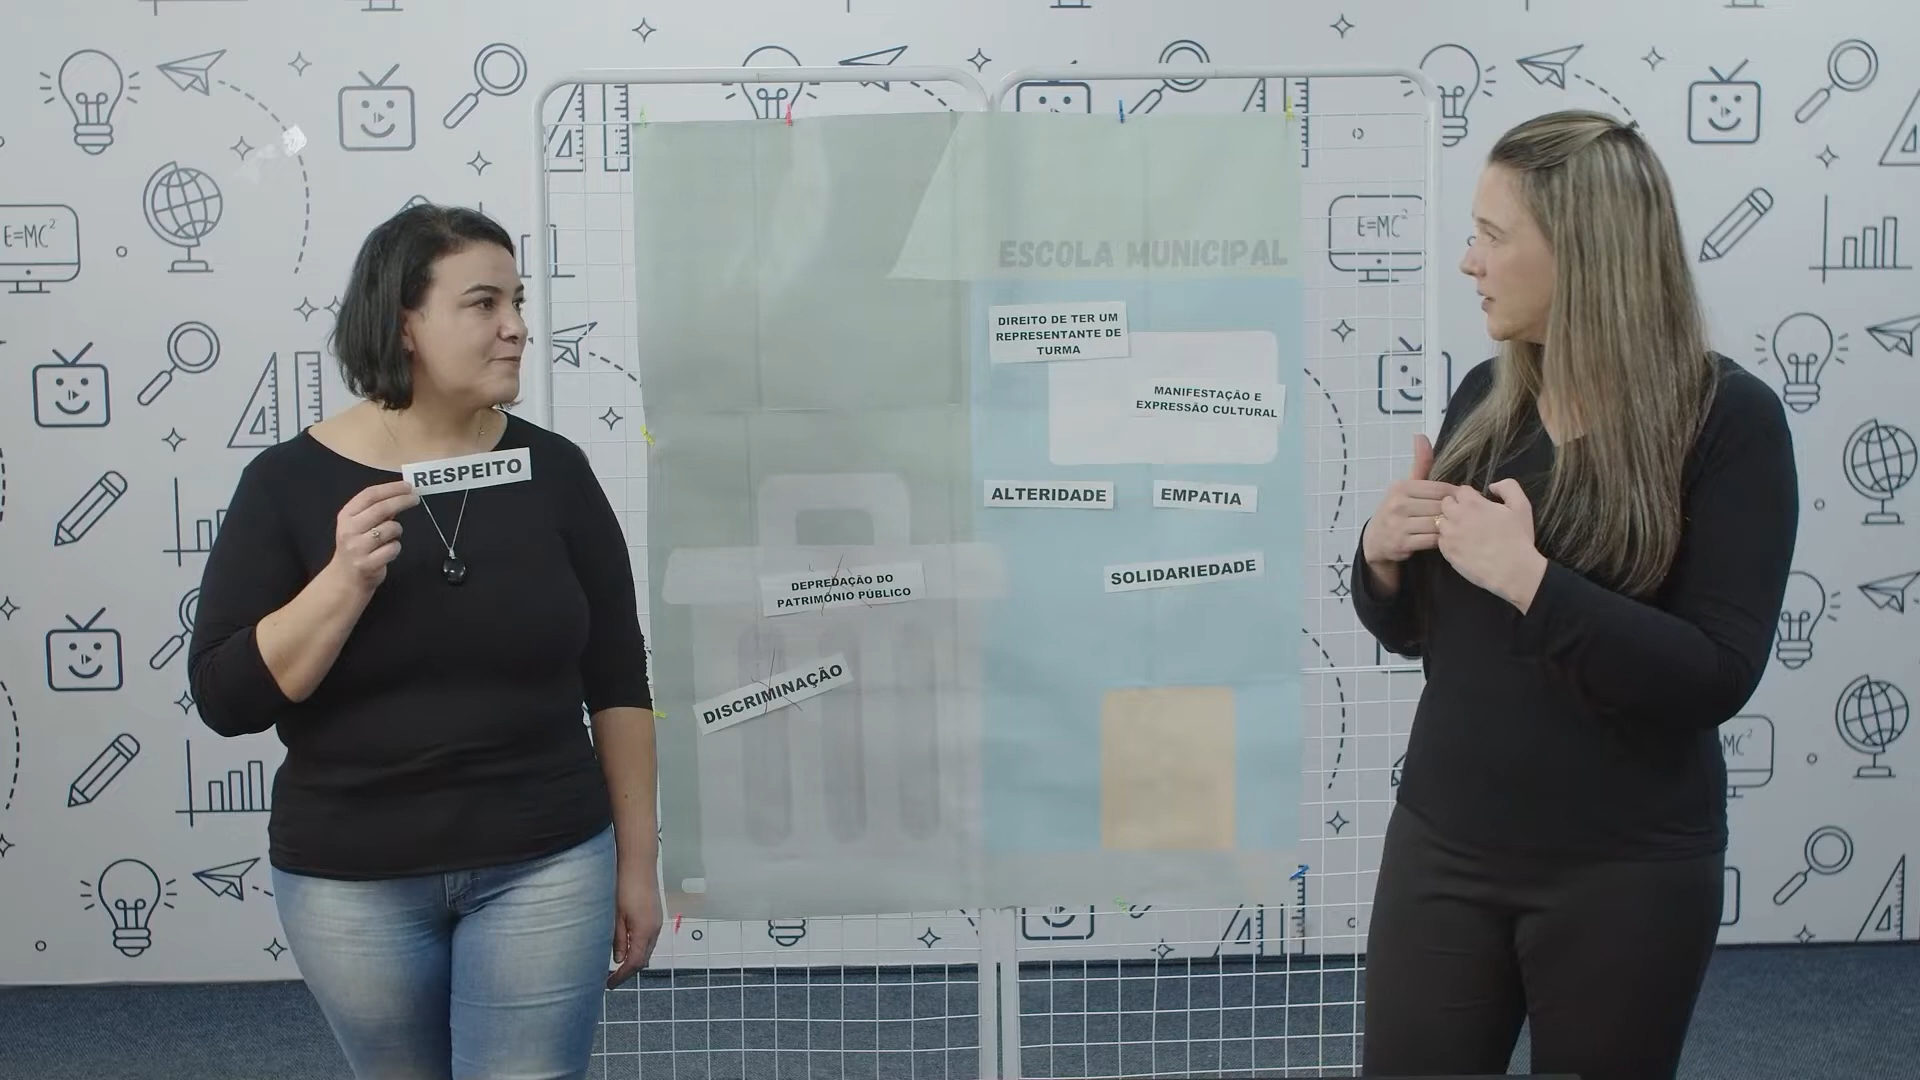 E=MC²
ESCOLA MUNICIPAL
E=MC²
DIREITO DE TER UM
REPRESENTANTE DE
TURMA
MANIFESTAÇÃO E
EXPRESSÃO CULTURAL
RESPEITO
ALTERIDADE
EMPATIA
SOLIDARIEDADE
DEPREDAÇÃO DO
PATRIMÔNIO PÚBLICO
DISCRIMINAÇÃO
MC²